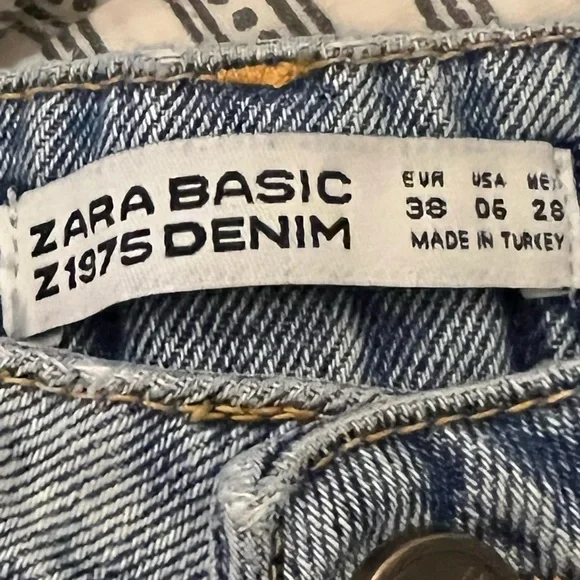 ZARA BASIC
Z1975 DENIM
EUR USA MEX
38 06 28
MADE IN TURKEY